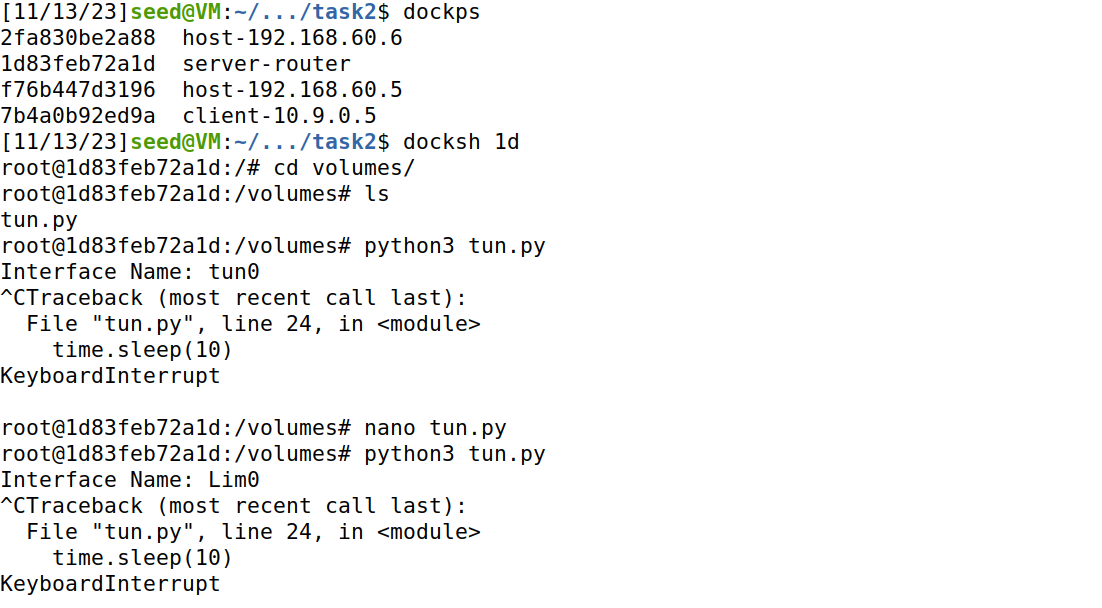 [11/13/23]seed@VM:~/.../task2$ dockps
2fa830be2a88  host-192.168.60.6
1d83feb72a1d  server-router
f76b447d3196  host-192.168.60.5
7b4a0b92ed9a  client-10.9.0.5
[11/13/23]seed@VM:~/.../task2$ docksh 1d
root@1d83feb72a1d:/# cd volumes/
root@1d83feb72a1d:/volumes# ls
tun.py
root@1d83feb72a1d:/volumes# python3 tun.py
Interface Name: tun0
^CTraceback (most recent call last):
  File "tun.py", line 24, in <module>
    time.sleep(10)
KeyboardInterrupt

root@1d83feb72a1d:/volumes# nano tun.py
root@1d83feb72a1d:/volumes# python3 tun.py
Interface Name: Lim0
^CTraceback (most recent call last):
  File "tun.py", line 24, in <module>
    time.sleep(10)
KeyboardInterrupt